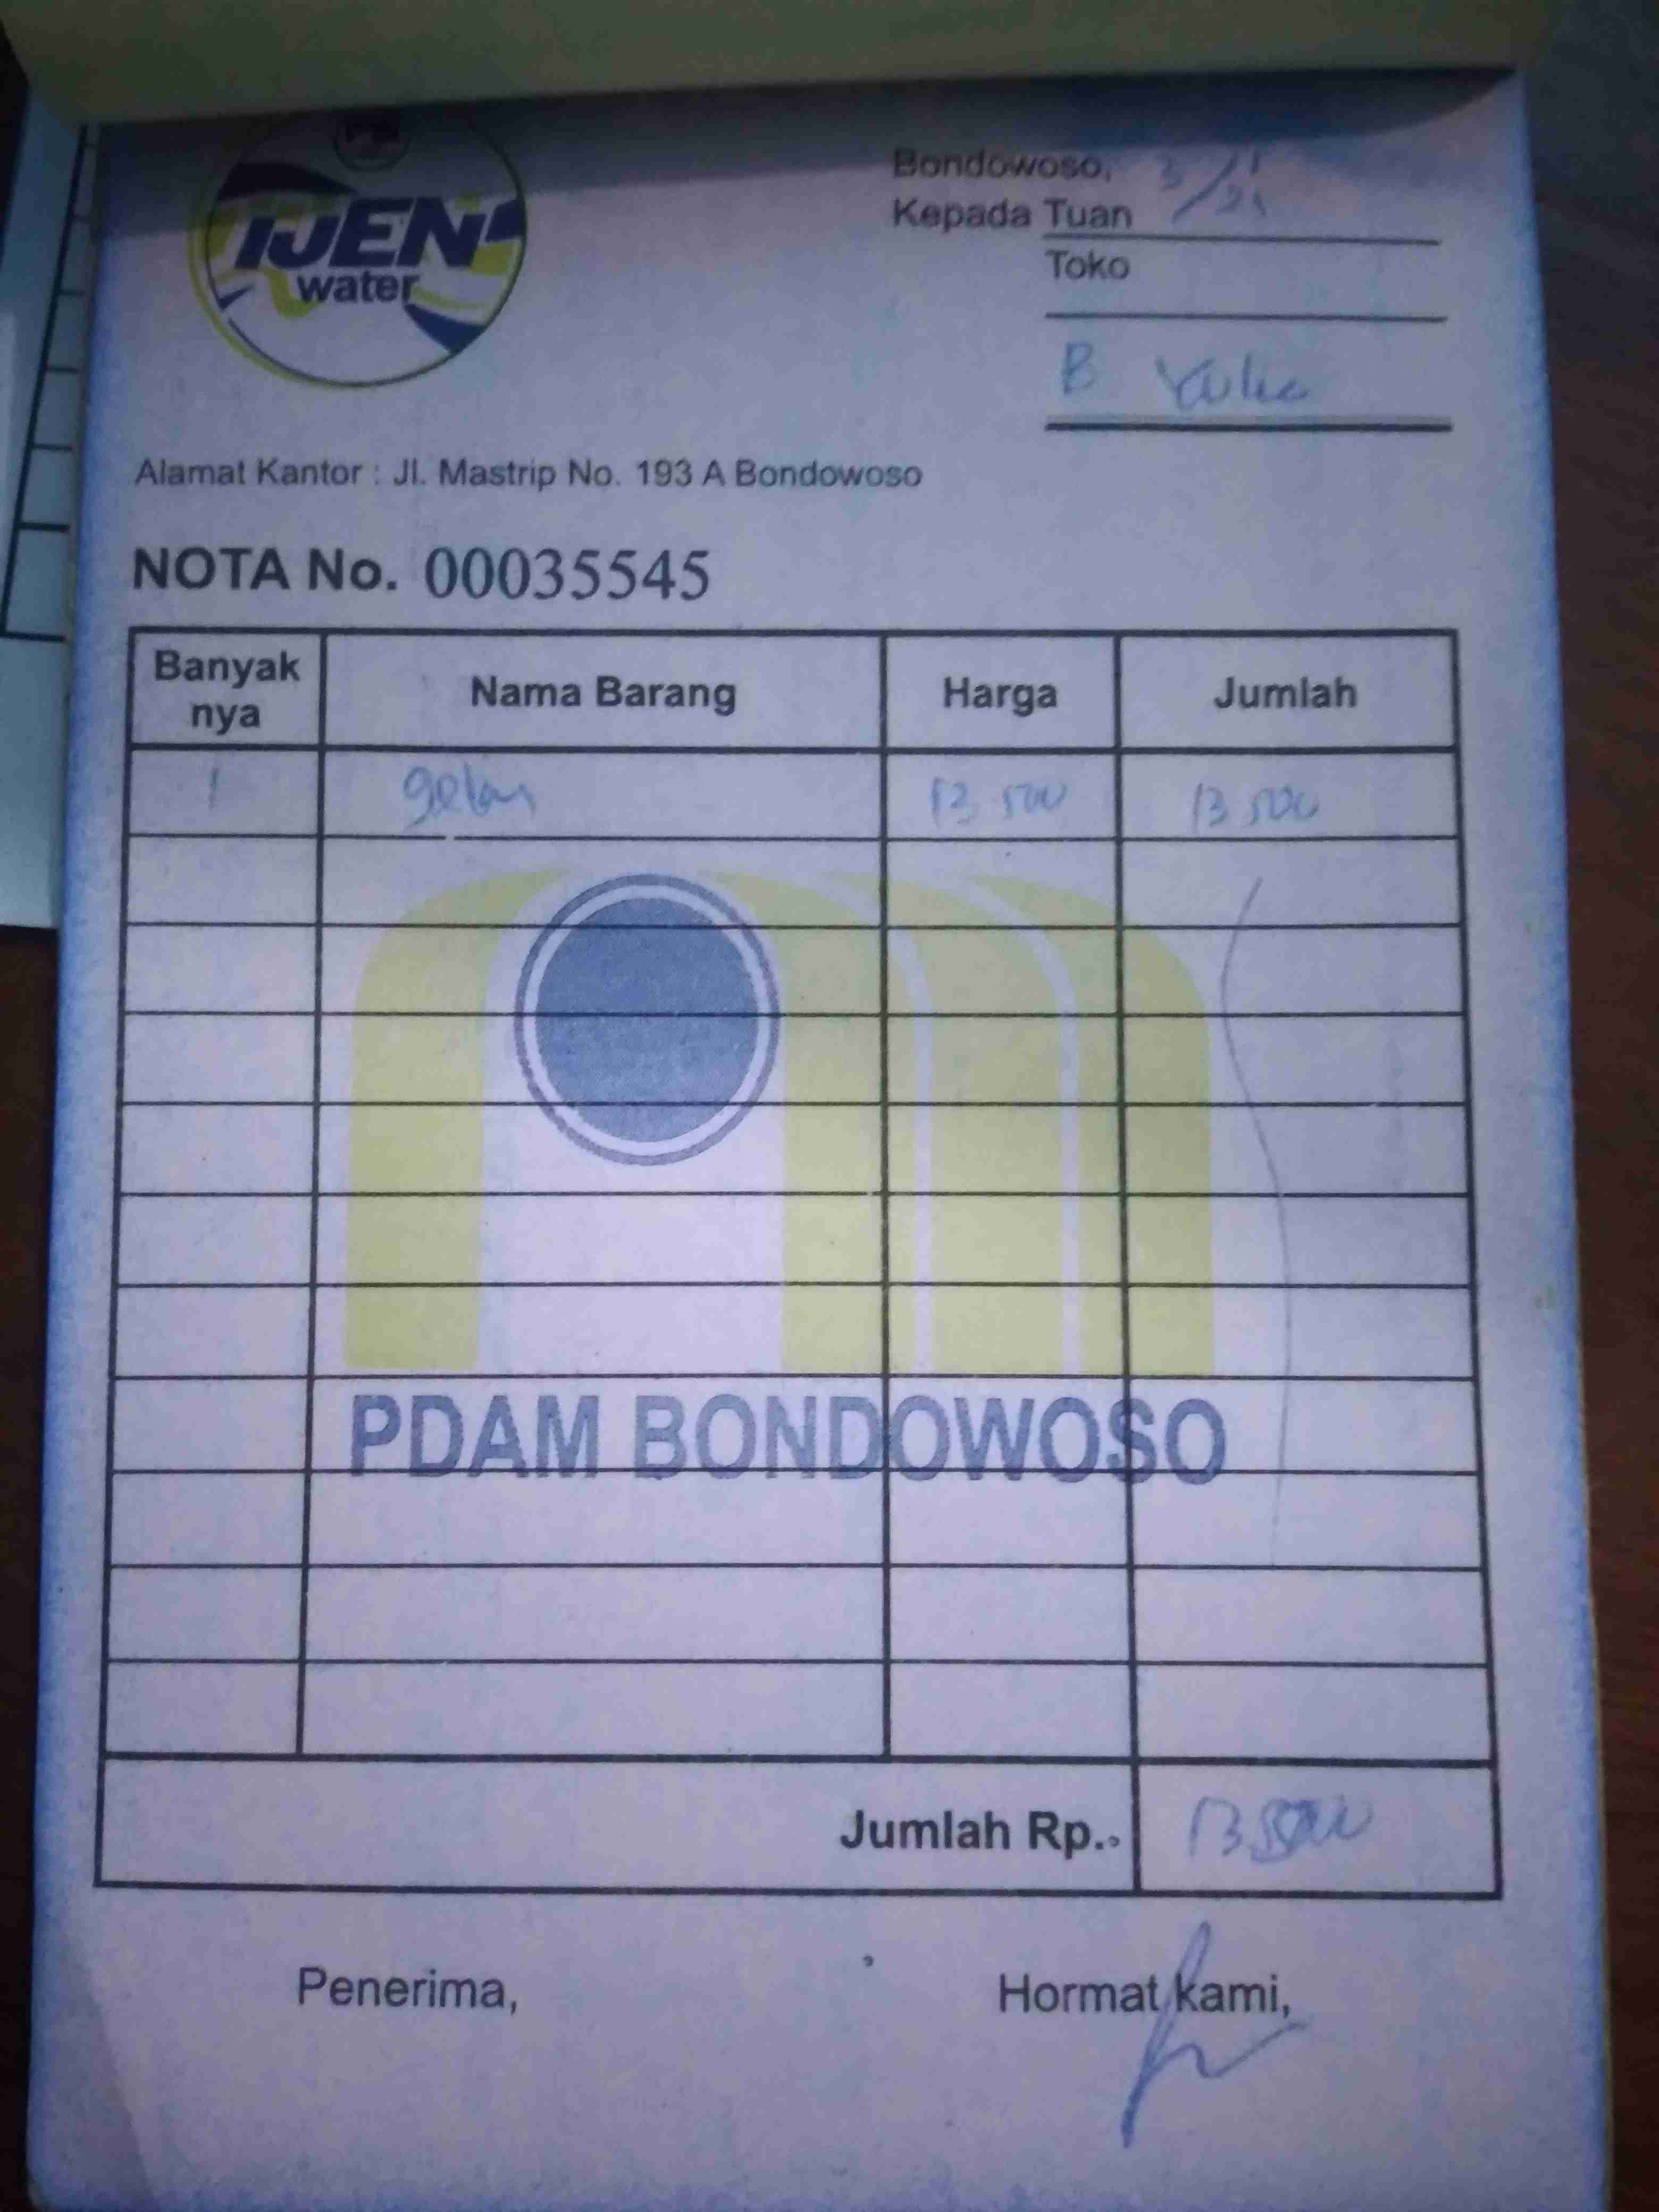 IJEN
water
Bondowoso, 5/1
21
Kepada Tuan
Toko
B Yulie
Alamat Kantor : Jl. Mastrip No. 193 A Bondowoso
NOTA No. 00035545
Banyak nya Nama Barang Harga Jumlah
1 gelas 13 500 13 500
PDAM BONDOWOSO
Jumlah Rp.. 13.500
Penerima, Hormat kami,